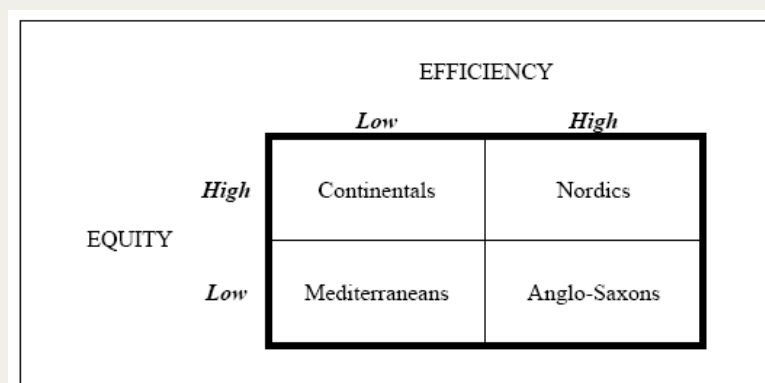 EFFICIENCY
Low High
High Continentals Nordics
EQUITY
Low Mediterraneans Anglo-Saxons